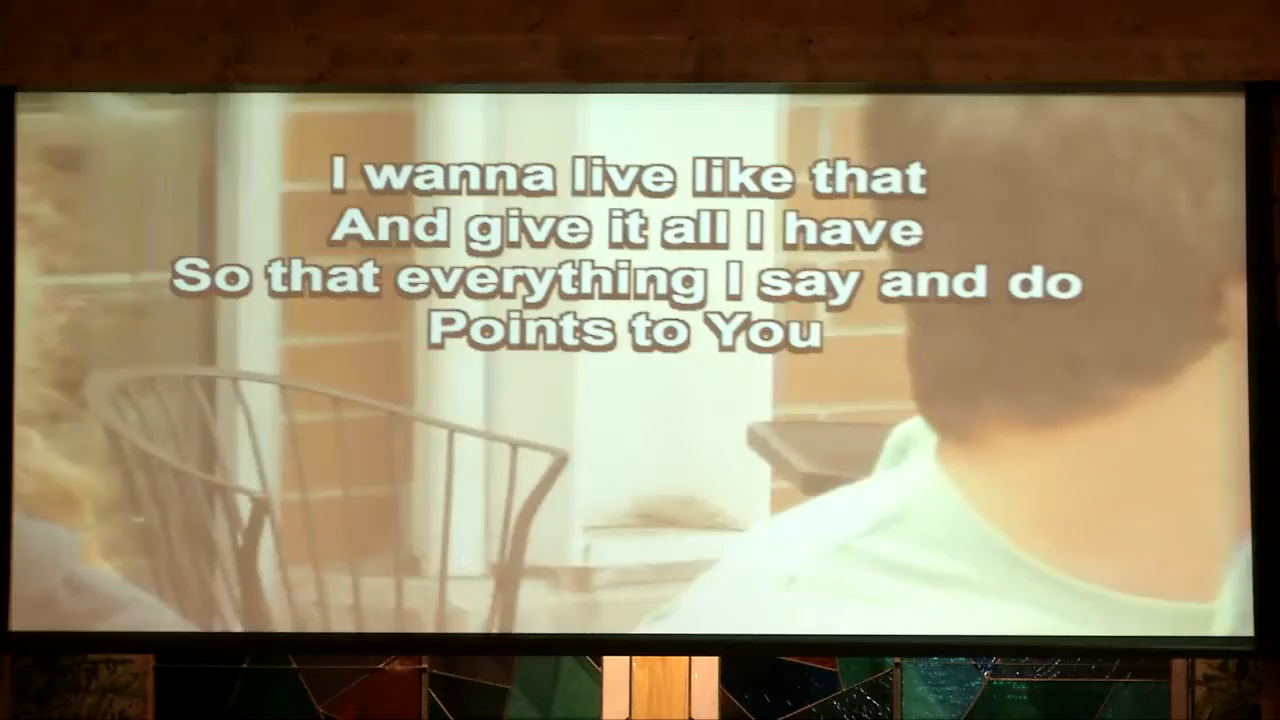 I wanna live like that
And give it all I have
So that everything I say and do
Points to You